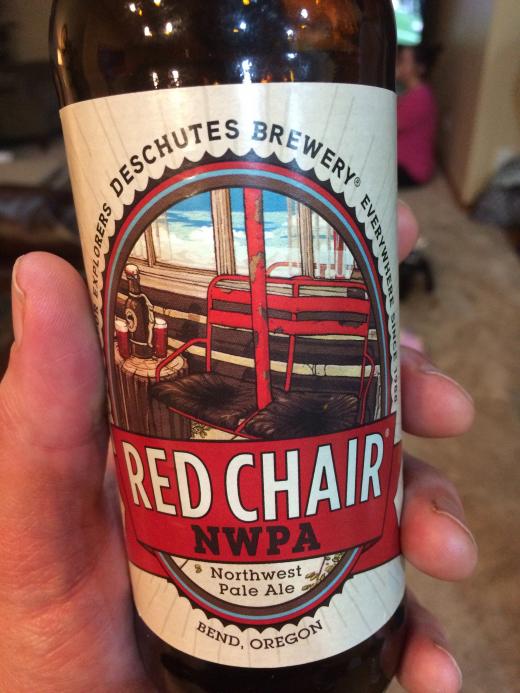 EXPLORERS DESCHUTES BREWERY® EVERYWHERE SINCE 1988
RED CHAIR®
NWPA
Northwest
Pale Ale
BEND, OREGON